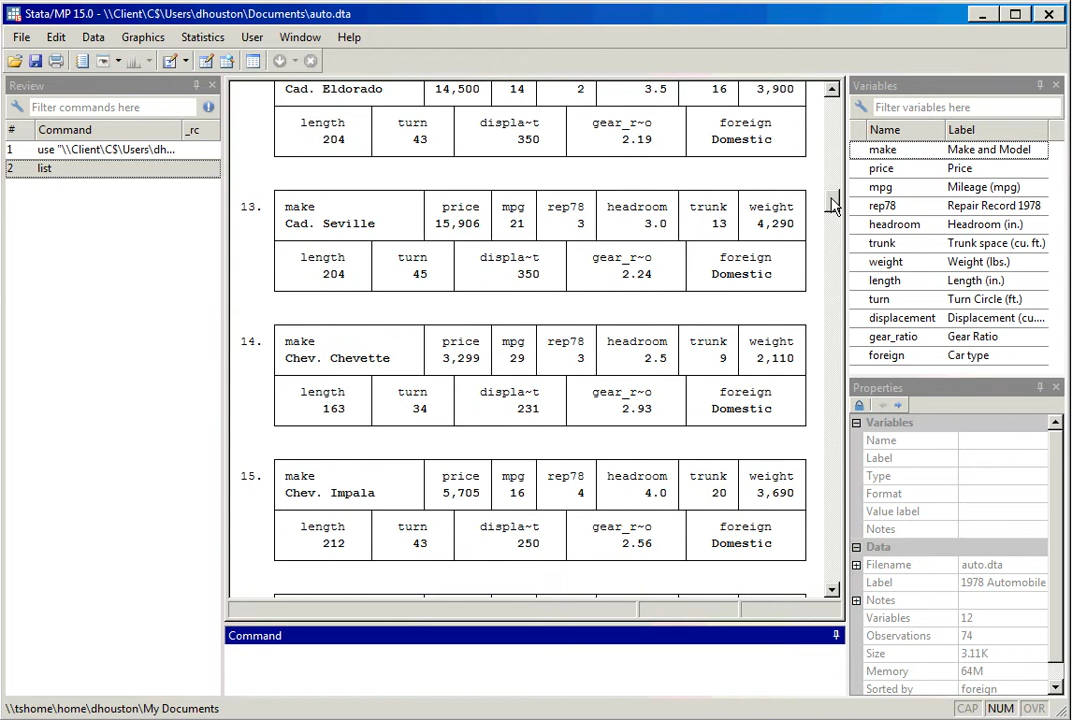 Stata/MP 15.0 - \\Client\C$\Users\dhouston\Documents\auto.dta
File Edit Data Graphics Statistics User Window Help
Review
Filter commands here
# Command _rc
1 use "\\Client\C$\Users\dh...
2 list
Cad. Eldorado 14,500 14 2 3.5 16 3,900
length turn displa~t gear_r~o foreign
204 43 350 2.19 Domestic
13. make price mpg rep78 headroom trunk weight
Cad. Seville 15,906 21 3 3.0 13 4,290
length turn displa~t gear_r~o foreign
204 45 350 2.24 Domestic
14. make price mpg rep78 headroom trunk weight
Chev. Chevette 3,299 29 3 2.5 9 2,110
length turn displa~t gear_r~o foreign
163 34 231 2.93 Domestic
15. make price mpg rep78 headroom trunk weight
Chev. Impala 5,705 16 4 4.0 20 3,690
length turn displa~t gear_r~o foreign
212 43 250 2.56 Domestic
Command
Variables
Filter variables here
Name Label
make Make and Model
price Price
mpg Mileage (mpg)
rep78 Repair Record 1978
headroom Headroom (in.)
trunk Trunk space (cu. ft.)
weight Weight (lbs.)
length Length (in.)
turn Turn Circle (ft.)
displacement Displacement (cu....
gear_ratio Gear Ratio
foreign Car type
Properties
Variables
Name
Label
Type
Format
Value label
Notes
Data
Filename auto.dta
Label 1978 Automobile
Notes
Variables 12
Observations 74
Size 3.11K
Memory 64M
Sorted by foreign
\\tshome\home\dhouston\My Documents
CAP NUM OVR